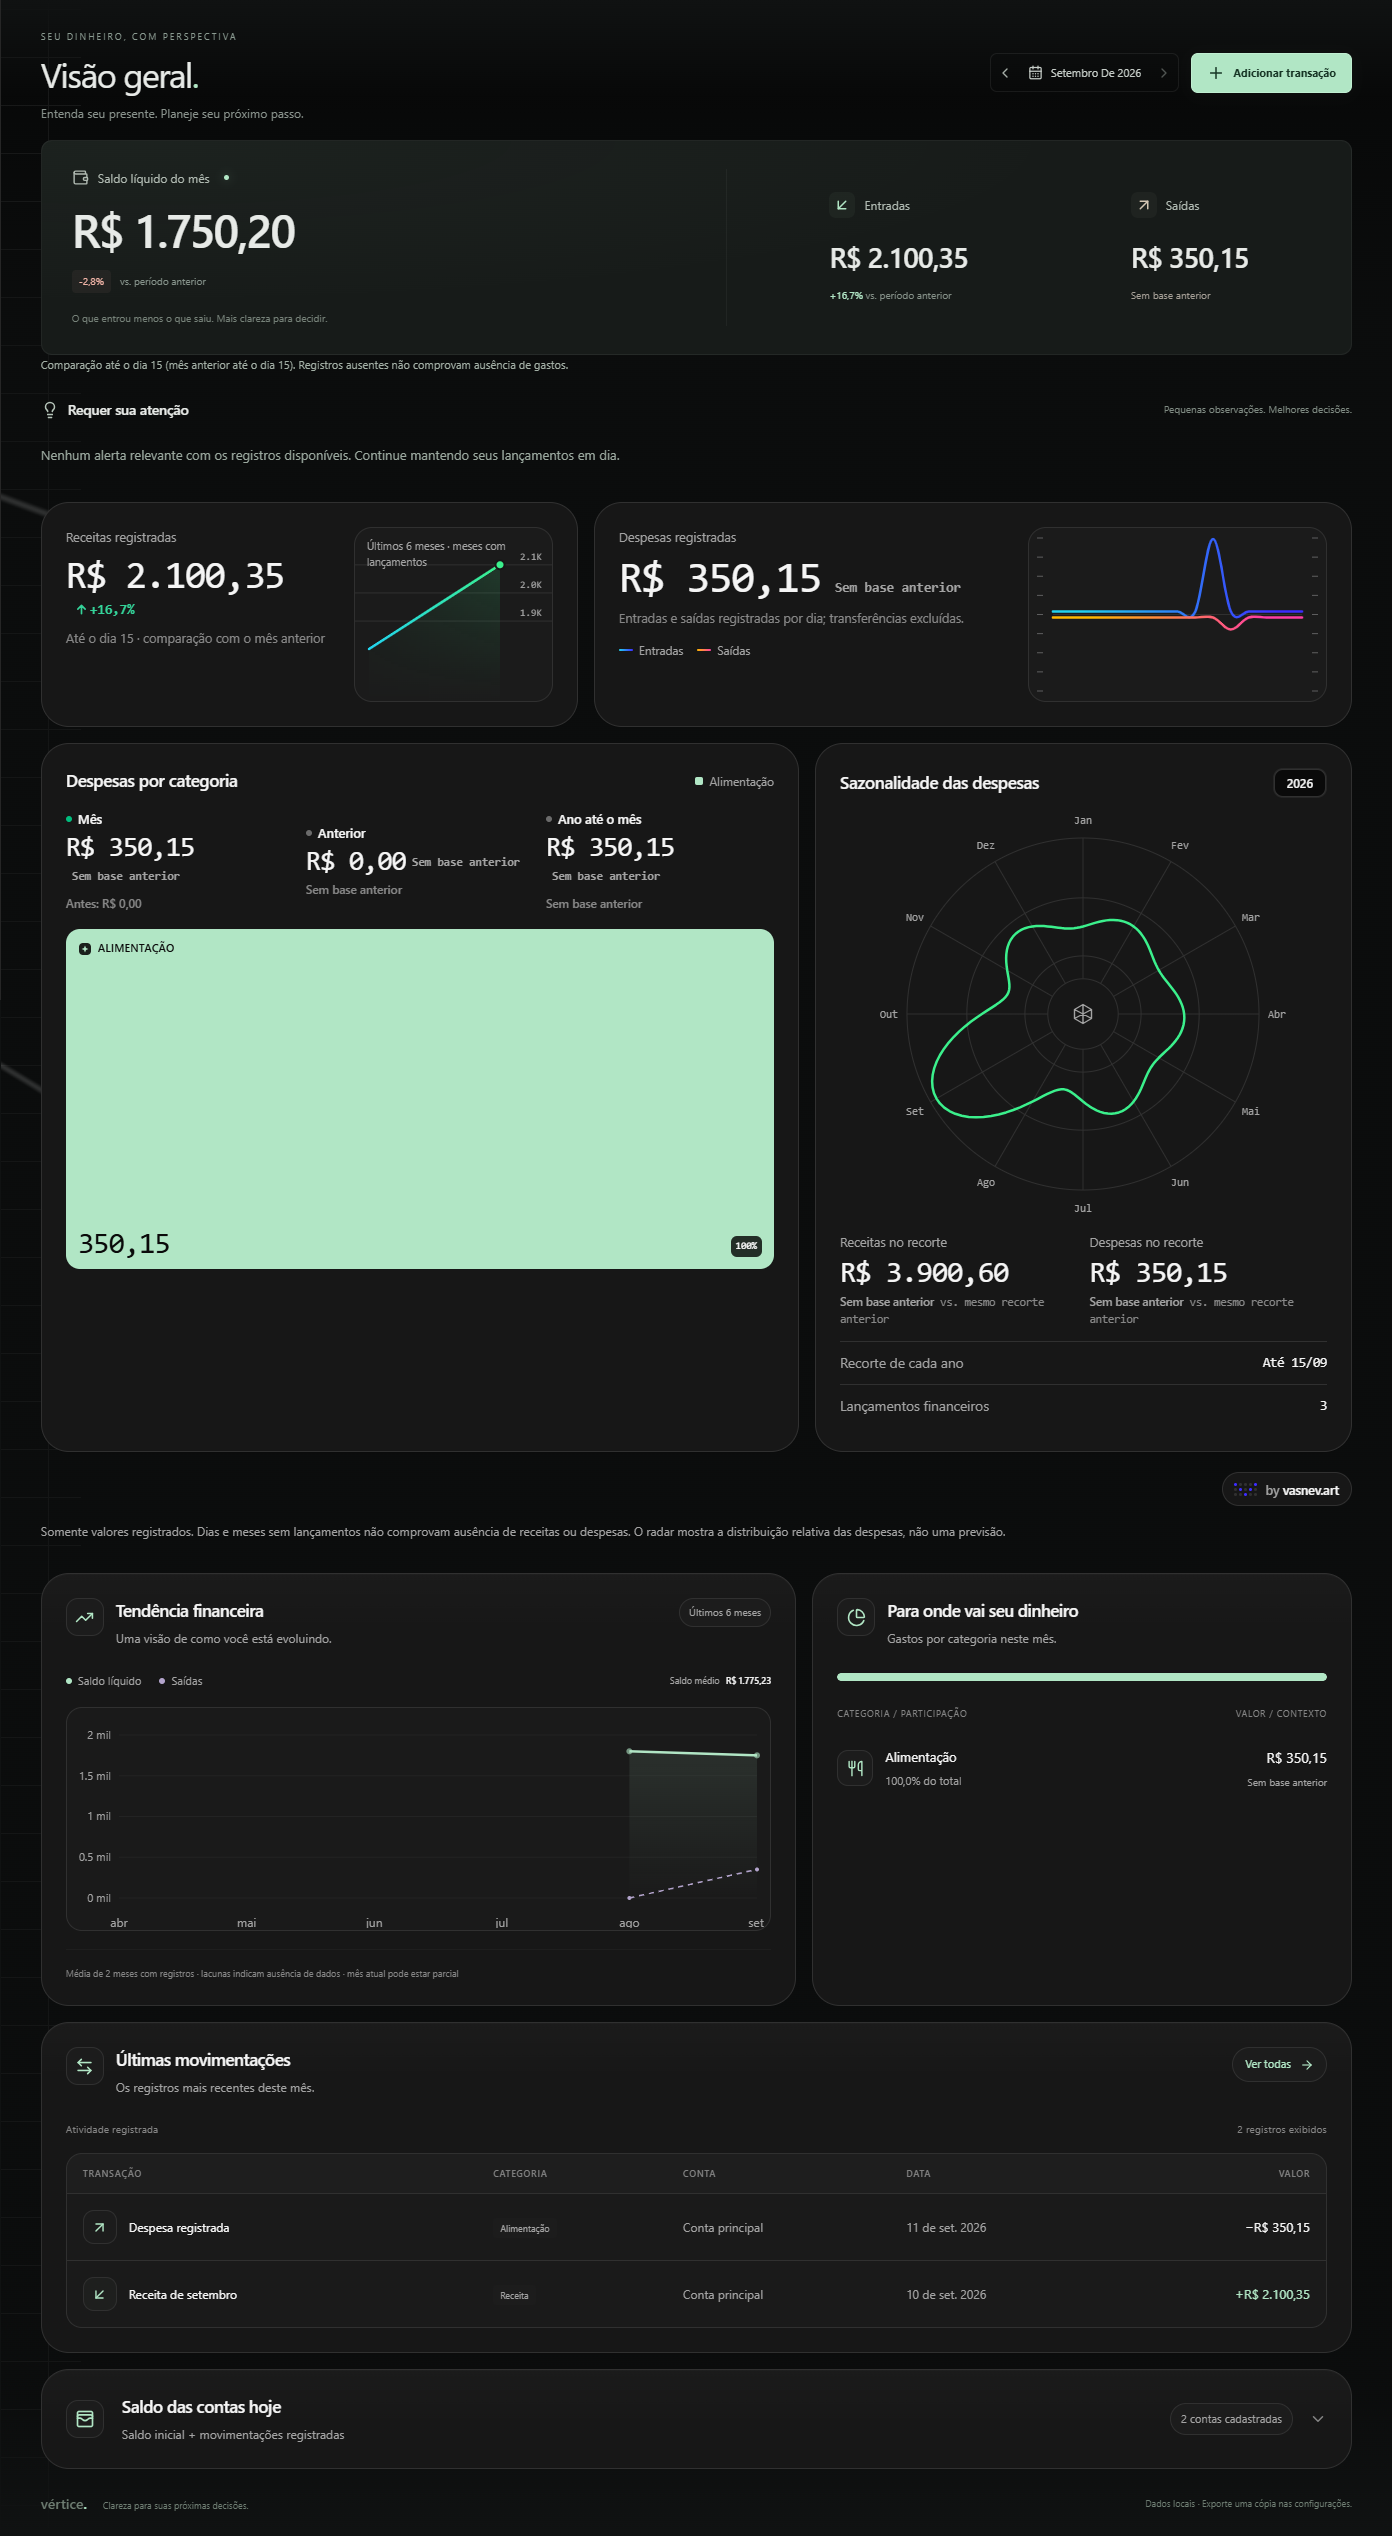 SEU DINHEIRO, COM PERSPECTIVA
Visão geral.
Entenda seu presente. Planeje seu próximo passo.
Setembro De 2026
Adicionar transação
Saldo líquido do mês
R$ 1.750,20
-2,8% vs. período anterior
O que entrou menos o que saiu. Mais clareza para decidir.
Entradas
R$ 2.100,35
+16,7% vs. período anterior
Saídas
R$ 350,15
Sem base anterior
Comparação até o dia 15 (mês anterior até o dia 15). Registros ausentes não comprovam ausência de gastos.
Requer sua atenção
Pequenas observações. Melhores decisões.
Nenhum alerta relevante com os registros disponíveis. Continue mantendo seus lançamentos em dia.
Receitas registradas
R$ 2.100,35
+16,7%
Até o dia 15 · comparação com o mês anterior
Últimos 6 meses · meses com
lançamentos
2.1K
2.0K
1.9K
Despesas registradas
R$ 350,15 Sem base anterior
Entradas e saídas registradas por dia; transferências excluídas.
Entradas Saídas
Despesas por categoria
Alimentação
Mês
R$ 350,15
Sem base anterior
Antes: R$ 0,00
Anterior
R$ 0,00 Sem base anterior
Sem base anterior
Ano até o mês
R$ 350,15
Sem base anterior
Sem base anterior
ALIMENTAÇÃO
350,15
100%
Sazonalidade das despesas
2026
Jan
Fev
Mar
Abr
Mai
Jun
Jul
Ago
Set
Out
Nov
Dez
Receitas no recorte
R$ 3.900,60
Sem base anterior vs. mesmo recorte
anterior
Despesas no recorte
R$ 350,15
Sem base anterior vs. mesmo recorte
anterior
Recorte de cada ano
Até 15/09
Lançamentos financeiros
3
by vasnev.art
Somente valores registrados. Dias e meses sem lançamentos não comprovam ausência de receitas ou despesas. O radar mostra a distribuição relativa das despesas, não uma previsão.
Tendência financeira
Uma visão de como você está evoluindo.
Últimos 6 meses
Saldo líquido Saídas
Saldo médio R$ 1.775,23
2 mil
1.5 mil
1 mil
0.5 mil
0 mil
abr mai jun jul ago set
Média de 2 meses com registros · lacunas indicam ausência de dados · mês atual pode estar parcial
Para onde vai seu dinheiro
Gastos por categoria neste mês.
CATEGORIA / PARTICIPAÇÃO
VALOR / CONTEXTO
Alimentação
100,0% do total
R$ 350,15
Sem base anterior
Últimas movimentações
Os registros mais recentes deste mês.
Ver todas
Atividade registrada
2 registros exibidos
TRANSAÇÃO CATEGORIA CONTA DATA VALOR
Despesa registrada Alimentação Conta principal 11 de set. 2026 −R$ 350,15
Receita de setembro Receita Conta principal 10 de set. 2026 +R$ 2.100,35
Saldo das contas hoje
Saldo inicial + movimentações registradas
2 contas cadastradas
vértice. Clareza para suas próximas decisões.
Dados locais · Exporte uma cópia nas configurações.